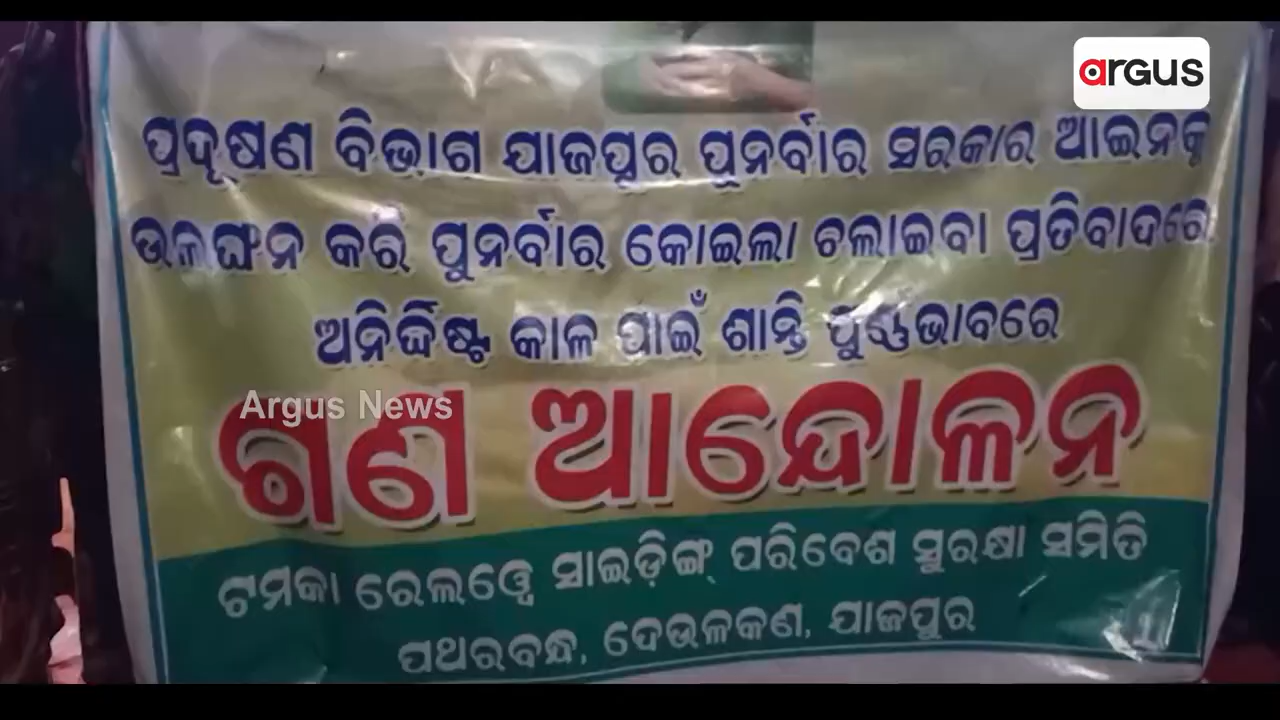 argus
ପ୍ରଦୂଷଣ ବିଭାଗ ଯାଜପୁର ପୁନର୍ବାର ସରକାର ଆଇନକୁ
ଉଲଂଘନ କରି ପୁନର୍ବାର କୋଇଲା ଚଲାଇବା ପ୍ରତିବାଦରେ
ଅନିର୍ଦ୍ଦିଷ୍ଟ କାଳ ପାଇଁ ଶାନ୍ତି ପୁର୍ଣ୍ଣଭାବରେ
Argus News
ଗଣ ଆନ୍ଦୋଳନ
ଟମକା ରେଲୱେ ସାଇଡ଼ିଙ୍ଗ୍ ପରିବେଶ ସୁରକ୍ଷା ସମିତି
ପଥରବନ୍ଧ, ଦେଉଳକଣ, ଯାଜପୁର